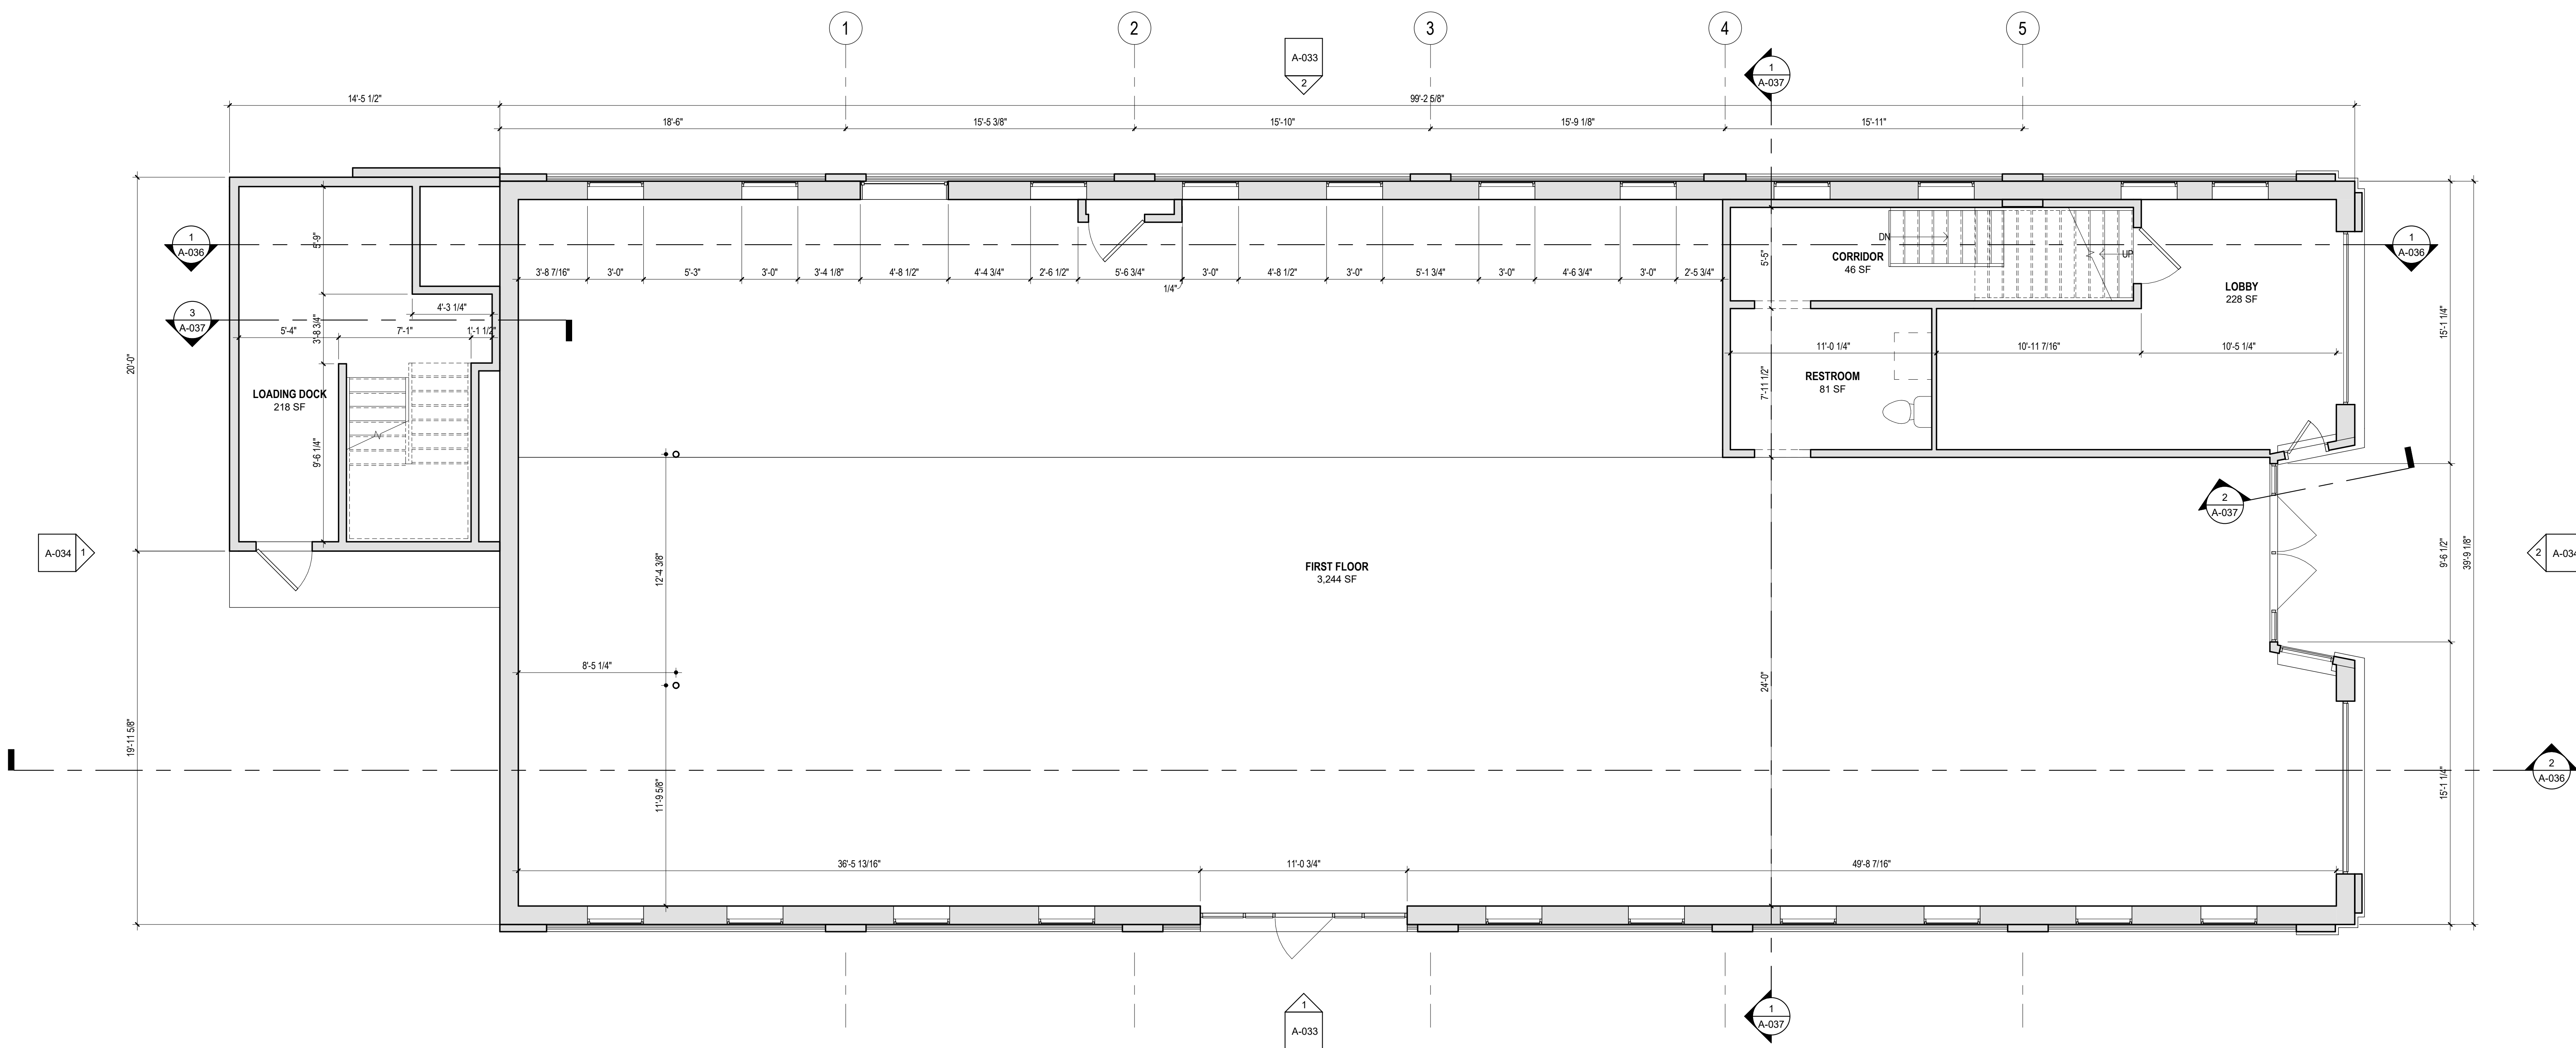 1
2
3
4
5
A-033
2
1
A-037
14'-5 1/2"
99'-2 5/8"
18'-6"
15'-5 3/8"
15'-10"
15'-9 1/8"
15'-11"
1
A-036
5'-9"
DN
UP
CORRIDOR
46 SF
5'-5"
1
A-036
3'-8 7/16"
3'-0"
5'-3"
3'-0"
3'-4 1/8"
4'-8 1/2"
4'-4 3/4"
2'-6 1/2"
5'-6 3/4"
1/4"
3'-0"
4'-8 1/2"
3'-0"
5'-1 3/4"
3'-0"
4'-6 3/4"
3'-0"
2'-5 3/4"
LOBBY
228 SF
3
A-037
4'-3 1/4"
3'-8 3/4"
5'-4"
7'-1"
1'-1 1/2"
15'-1 1/4"
11'-0 1/4"
10'-11 7/16"
10'-5 1/4"
20'-0"
RESTROOM
81 SF
7'-11 1/2"
LOADING DOCK
218 SF
9'-6 1/4"
2
A-037
A-034
1
12'-4 3/8"
FIRST FLOOR
3,244 SF
9'-6 1/2"
39'-9 1/8"
2
A-034
8'-5 1/4"
24'-0"
19'-11 5/8"
11'-9 5/8"
15'-1 1/4"
2
A-036
36'-5 13/16"
11'-0 3/4"
49'-8 7/16"
1
A-033
1
A-037